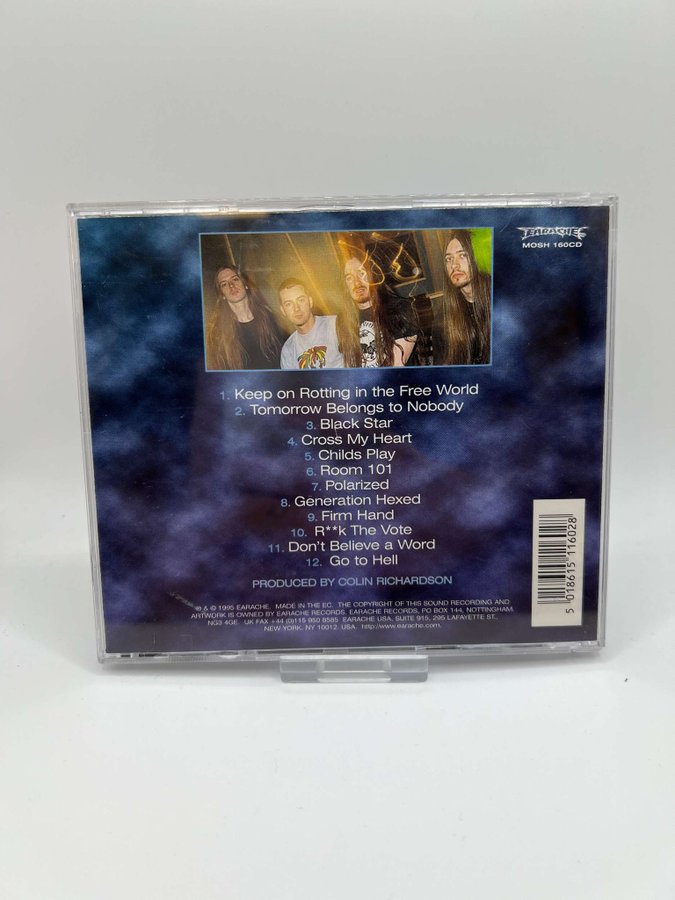 EARACHE
MOSH 160CD
1. Keep on Rotting in the Free World
2. Tomorrow Belongs to Nobody
3. Black Star
4. Cross My Heart
5. Childs Play
6. Room 101
7. Polarized
8. Generation Hexed
9. Firm Hand
10. R**k The Vote
11. Don't Believe a Word
12. Go to Hell
PRODUCED BY COLIN RICHARDSON
℗ & © 1995 EARACHE. MADE IN THE EC. THE COPYRIGHT OF THIS SOUND RECORDING AND
ARTWORK IS OWNED BY EARACHE RECORDS. EARACHE RECORDS, PO BOX 144, NOTTINGHAM.
NG3 4GE. UK FAX +44 (0)115 950 8585 EARACHE USA. SUITE 915, 295 LAFAYETTE ST.,
NEW YORK. NY 10012. USA. http://www.earache.com.
5 018615 116028